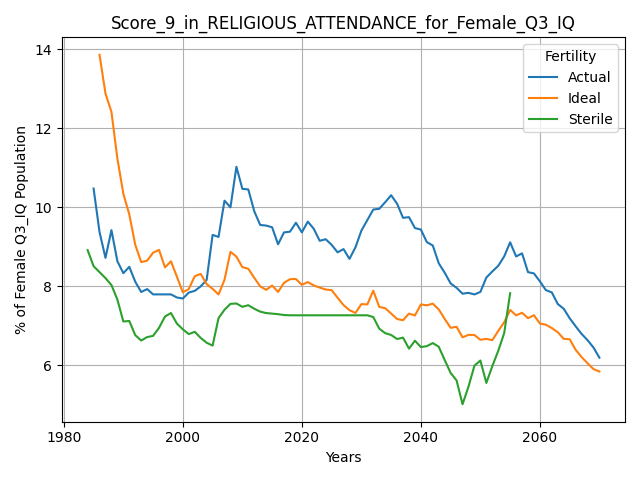 Score_9_in_RELIGIOUS_ATTENDANCE_for_Female_Q3_IQ
% of Female Q3_IQ Population
14
12
10
8
6
1980
2000
2020
2040
2060
Years
Fertility
Actual
Ideal
Sterile